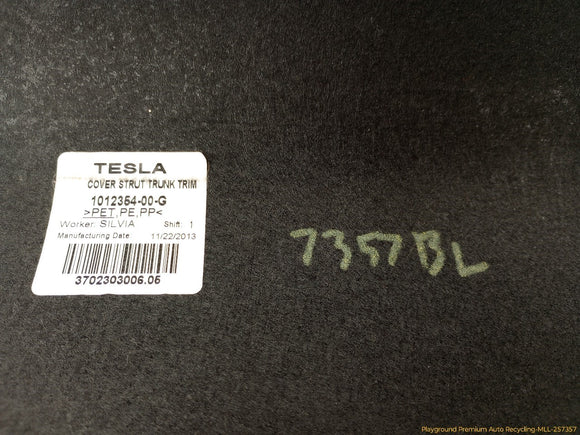 TESLA
COVER STRUT TRUNK TRIM
1012354-00-G
>PET,PE,PP<
Worker: SILVIA Shift: 1
Manufacturing Date: 11/22/2013
3702303006.05
7357BL
Playground Premium Auto Recycling-MLL-257357